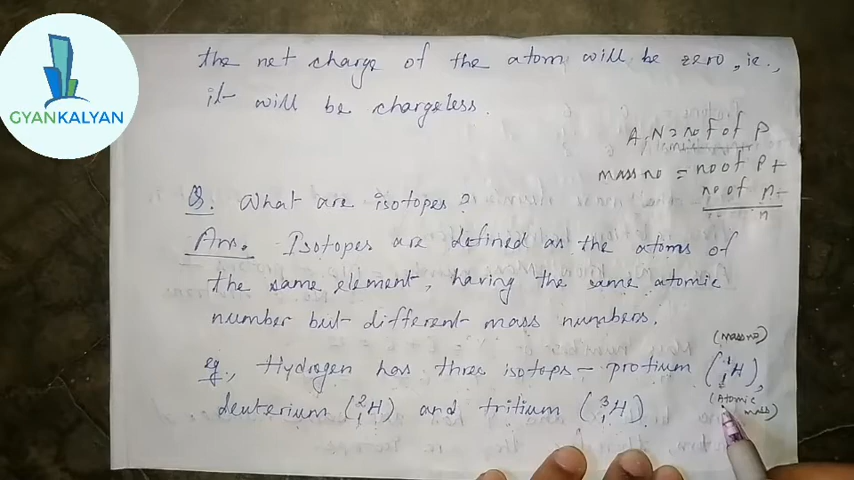 GYANKALYAN
the net charge of the atom will be zero, ie.,
it will be chargeless.
A.N = no of of P
mass no = no of P +
no of n
Q. What are isotopes?
Ans. Isotopes are defined as the atoms of
the same element, having the same atomic
number but different mass numbers.
(mass no)
eg., Hydrogen has three isotops - protium (¹₁H),
deuterium (²₁H) and tritium (³₁H)
(Atomic
mass)